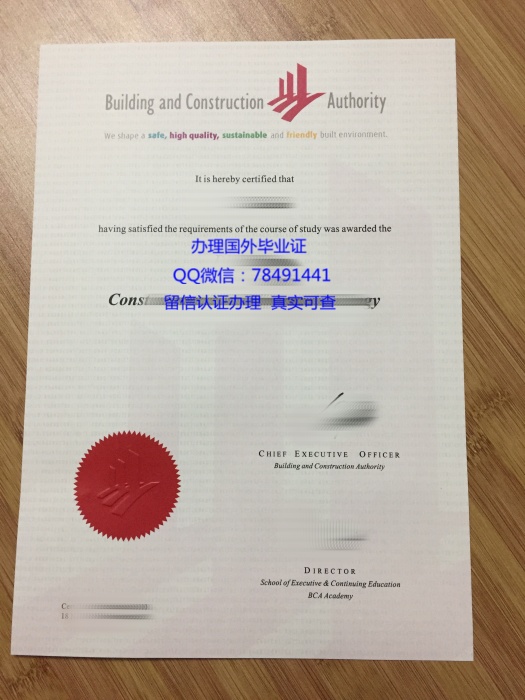 Building and Construction Authority
We shape a safe, high quality, sustainable and friendly built environment.
It is hereby certified that
having satisfied the requirements of the course of study was awarded the
办理国外毕业证
QQ微信：78491441
留信认证办理 真实可查
CHIEF EXECUTIVE OFFICER
Building and Construction Authority
DIRECTOR
School of Executive & Continuing Education
BCA Academy